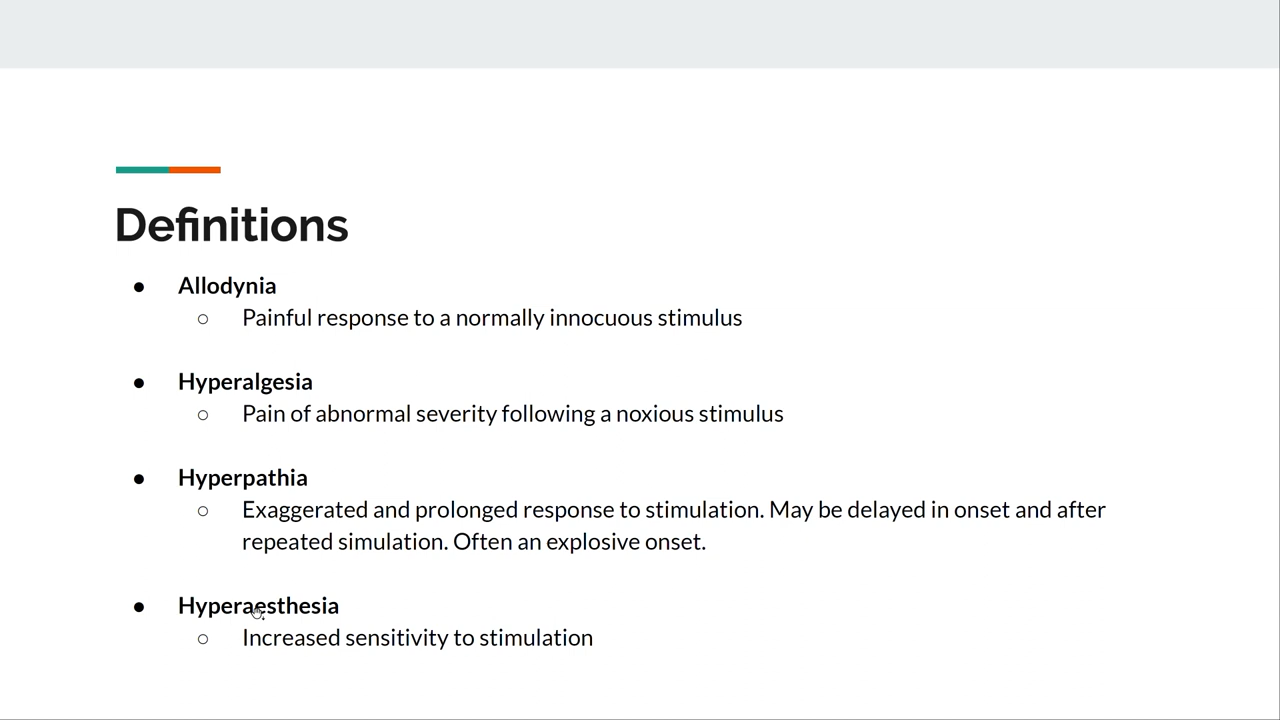 Definitions
● Allodynia
○ Painful response to a normally innocuous stimulus
● Hyperalgesia
○ Pain of abnormal severity following a noxious stimulus
● Hyperpathia
○ Exaggerated and prolonged response to stimulation. May be delayed in onset and after
repeated simulation. Often an explosive onset.
● Hyperaesthesia
○ Increased sensitivity to stimulation